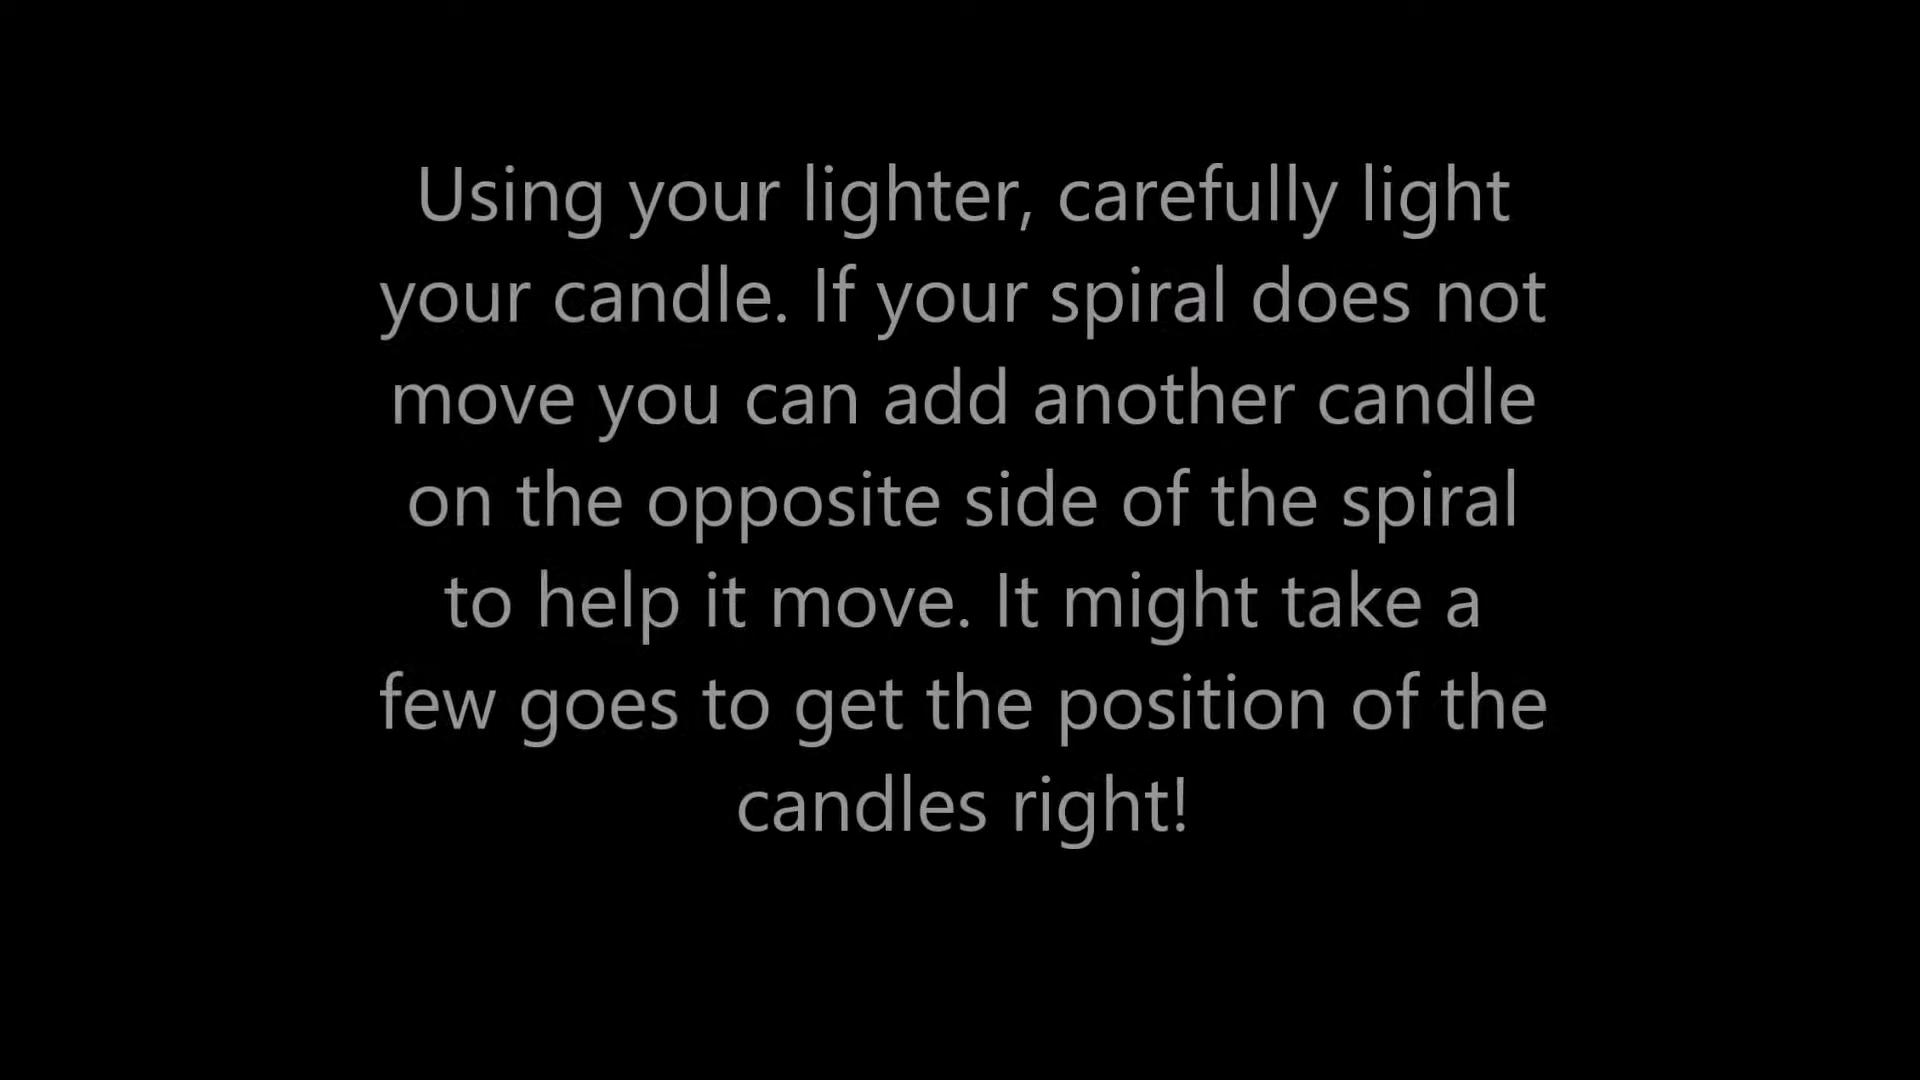 Using your lighter, carefully light
your candle. If your spiral does not
move you can add another candle
on the opposite side of the spiral
to help it move. It might take a
few goes to get the position of the
candles right!